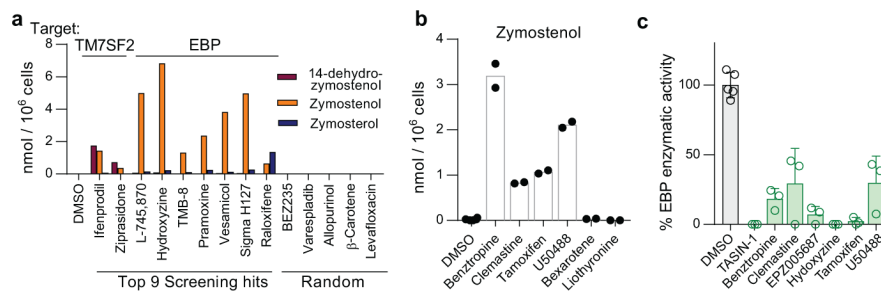 a
Target:
TM7SF2
EBP
nmol / 10⁶ cells
8
6
4
2
0
14-dehydro-
zymostenol
Zymostenol
Zymosterol
DMSO
Ifenprodil
Ziprasidone
L-745,870
Hydroxyzine
TMB-8
Pramoxine
Vesamicol
Sigma H127
Raloxifene
BEZ235
Varespladib
Allopurinol
β-Carotene
Levafloxacin
Top 9 Screening hits
Random
b
Zymostenol
nmol / 10⁶ cells
4
3
2
1
0
DMSO
Benztropine
Clemastine
Tamoxifen
U50488
Bexarotene
Liothyronine
c
% EBP enzymatic activity
100
50
0
DMSO
TASIN-1
Benztropine
Clemastine
EPZ005687
Hydoxyzine
Tamoxifen
U50488